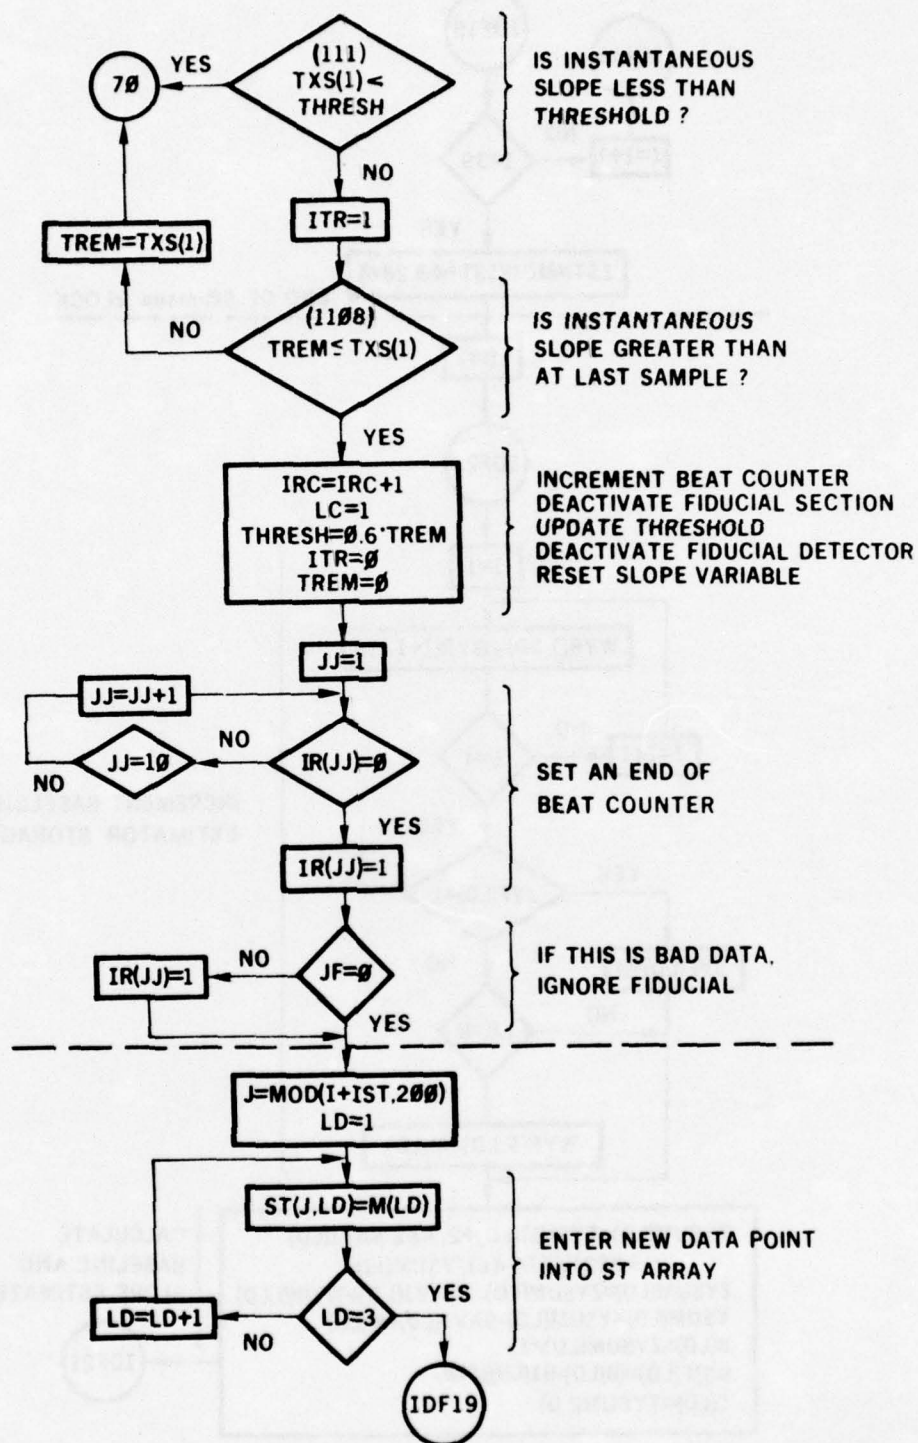 7Ø
YES
(111)
TXS(1)<
THRESH
IS INSTANTANEOUS
SLOPE LESS THAN
THRESHOLD ?
NO
ITR=1
TREM=TXS(1)
NO
(11Ø8)
TREM≤TXS(1)
IS INSTANTANEOUS
SLOPE GREATER THAN
AT LAST SAMPLE ?
YES
IRC=IRC+1
LC=1
THRESH=Ø.6*TREM
ITR=Ø
TREM=Ø
INCREMENT BEAT COUNTER
DEACTIVATE FIDUCIAL SECTION
UPDATE THRESHOLD
DEACTIVATE FIDUCIAL DETECTOR
RESET SLOPE VARIABLE
JJ=1
JJ=JJ+1
NO
JJ=1Ø
NO
IR(JJ)=Ø
SET AN END OF
BEAT COUNTER
YES
IR(JJ)=1
IR(JJ)=1
NO
JF=Ø
IF THIS IS BAD DATA,
IGNORE FIDUCIAL
YES
J=MOD(I+IST,2ØØ)
LD=1
ST(J,LD)=M(LD)
ENTER NEW DATA POINT
INTO ST ARRAY
LD=LD+1
NO
LD=3
YES
IDF19